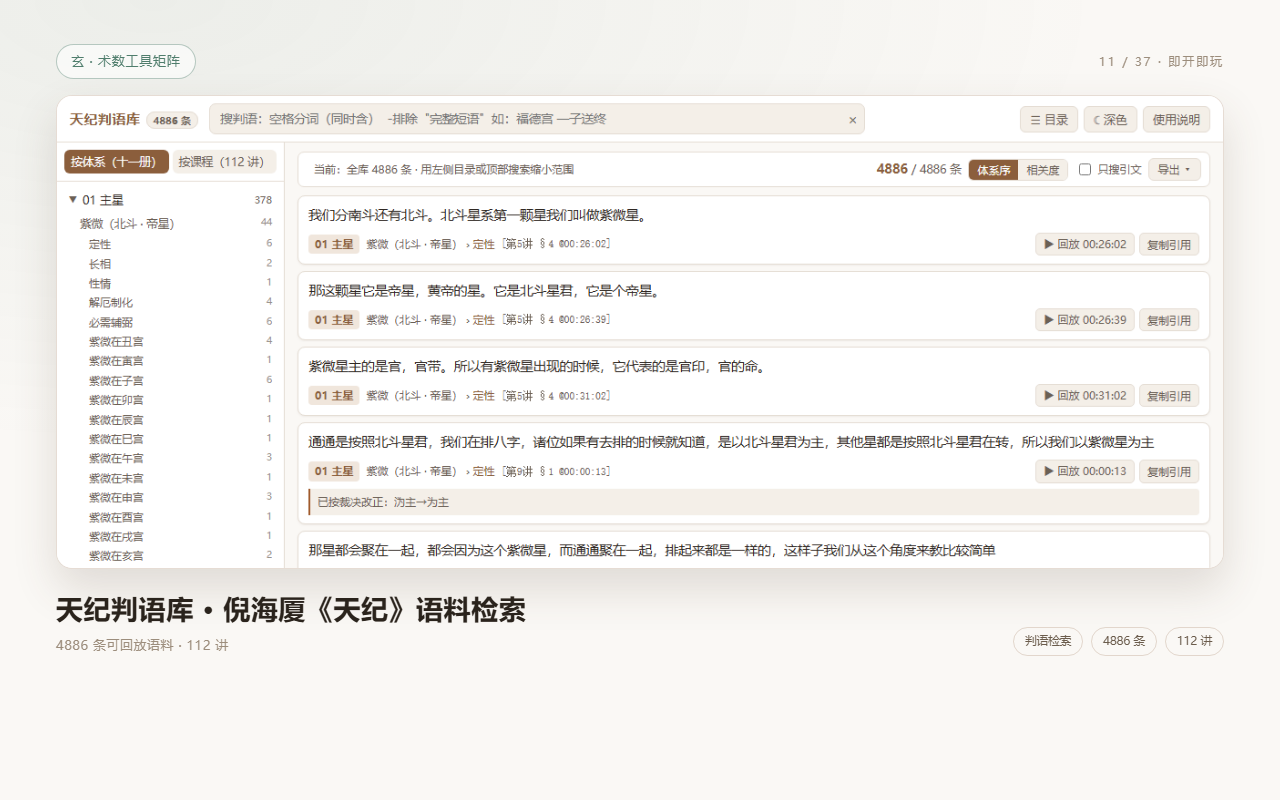 玄 · 术数工具矩阵
11 / 37 · 即开即玩
天纪判语库 4886 条
搜判语：空格分词（同时含） -排除 "完整短语" 如：福德宫 一子送终 ×
☰ 目录 ☾ 深色 使用说明
按体系（十一册） 按课程（112 讲）
▼ 01 主星 378
紫微（北斗 · 帝星） 44
定性 6
长相 2
性情 1
解厄制化 4
必需辅弼 6
紫微在丑宫 4
紫微在寅宫 1
紫微在子宫 6
紫微在卯宫 1
紫微在辰宫 1
紫微在巳宫 1
紫微在午宫 3
紫微在未宫 1
紫微在申宫 3
紫微在酉宫 1
紫微在戌宫 1
紫微在亥宫 2
当前：全库 4886 条 · 用左侧目录或顶部搜索缩小范围
4886 / 4886 条 体系序 相关度 只搜引文 导出 ▾
我们分南斗还有北斗。北斗星系第一颗星我们叫做紫微星。
01 主星 紫微（北斗 · 帝星） › 定性 [第5讲 §4 @00:26:02]
▶ 回放 00:26:02 复制引用
那这颗星它是帝星，黄帝的星。它是北斗星君，它是个帝星。
01 主星 紫微（北斗 · 帝星） › 定性 [第5讲 §4 @00:26:39]
▶ 回放 00:26:39 复制引用
紫微星主的是官，官带。所以有紫微星出现的时候，它代表的是官印，官的命。
01 主星 紫微（北斗 · 帝星） › 定性 [第5讲 §4 @00:31:02]
▶ 回放 00:31:02 复制引用
通通是按照北斗星君，我们在排八字，诸位如果有去排的时候就知道，是以北斗星君为主，其他星都是按照北斗星君在转，所以我们以紫微星为主
01 主星 紫微（北斗 · 帝星） › 定性 [第9讲 §1 @00:00:13]
▶ 回放 00:00:13 复制引用
已按裁决改正：沩主→为主
那星都会聚在一起，都会因为这个紫微星，而通通聚在一起，排起来都是一样的，这样子我们从这个角度来教比较简单
天纪判语库 · 倪海厦《天纪》语料检索
4886 条可回放语料 · 112 讲
判语检索 4886 条 112 讲